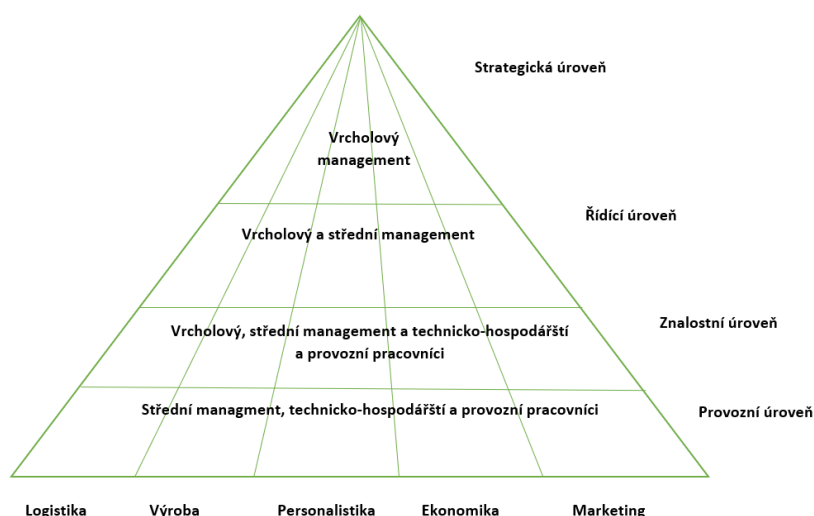 Strategická úroveň
Vrcholový
management
Řídící úroveň
Vrcholový a střední management
Znalostní úroveň
Vrcholový, střední management a technicko-hospodářští
a provozní pracovníci
Střední managment, technicko-hospodářští a provozní pracovníci
Provozní úroveň
Logistika Výroba Personalistika Ekonomika Marketing